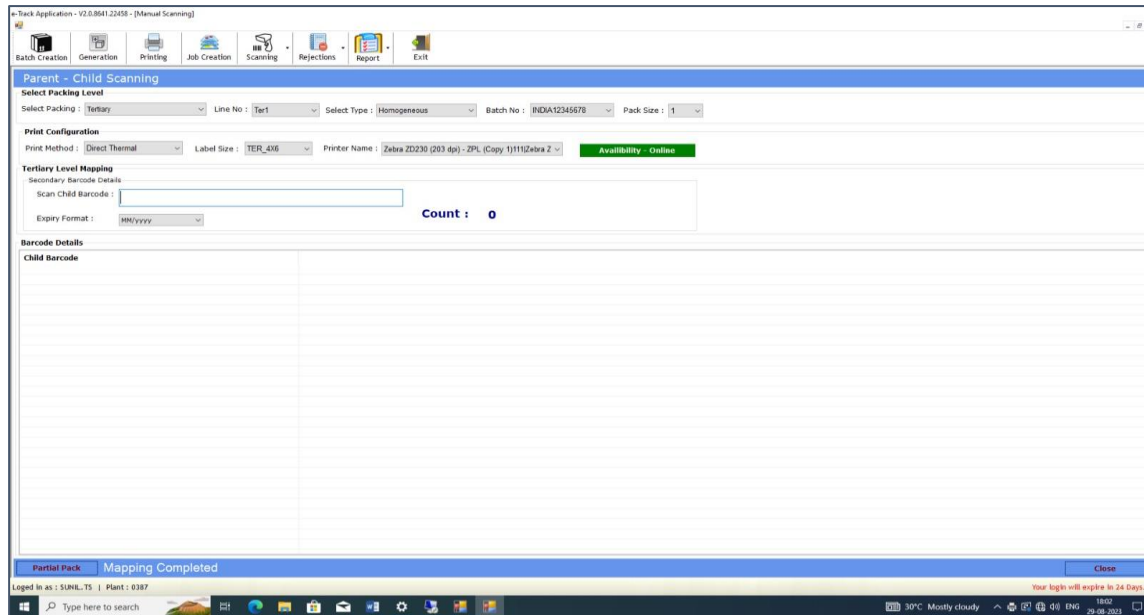 e-Track Application - V2.0.8641.22458 - [Manual Scanning]
Batch Creation Generation Printing Job Creation Scanning Rejections Report Exit
Parent - Child Scanning
Select Packing Level
Select Packing : Tertiary Line No : Ter1 Select Type : Homogeneous Batch No : INDIA12345678 Pack Size : 1
Print Configuration
Print Method : Direct Thermal Label Size : TER_4X6 Printer Name : Zebra ZD230 (203 dpi) - ZPL (Copy 1)111|Zebra Z Availibility - Online
Tertiary Level Mapping
Secondary Barcode Details
Scan Child Barcode :
Count : 0
Expiry Format : MM/yyyy
Barcode Details
Child Barcode
Partial Pack Mapping Completed Close
Loged in as : SUNIL.TS | Plant : 0387 Your login will expire in 24 Days.
Type here to search 30°C Mostly cloudy ENG 18:02
29-08-2023